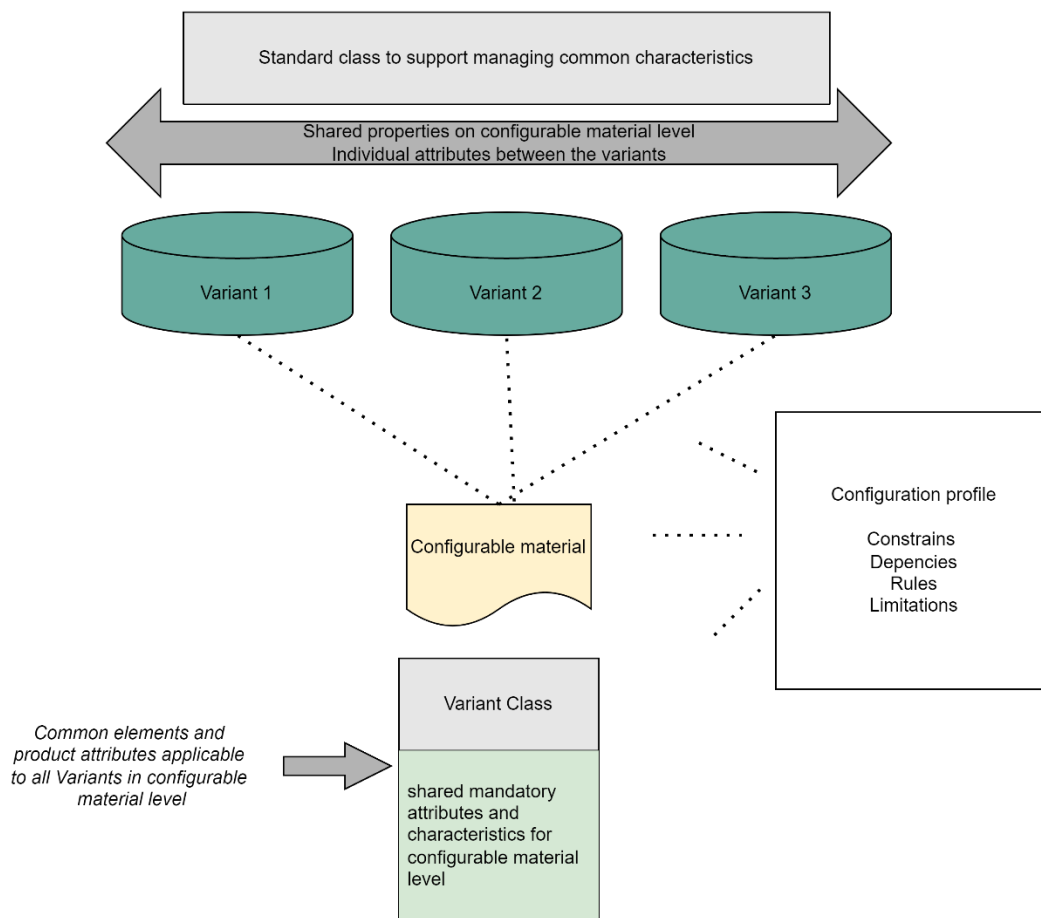 Standard class to support managing common characteristics
Shared properties on configurable material level
Individual attributes between the variants
Variant 1
Variant 2
Variant 3
Configurable material
Configuration profile
Constrains
Depencies
Rules
Limitations
Variant Class
Common elements and
product attributes applicable
to all Variants in configurable
material level
shared mandatory
attributes and
characteristics for
configurable material
level